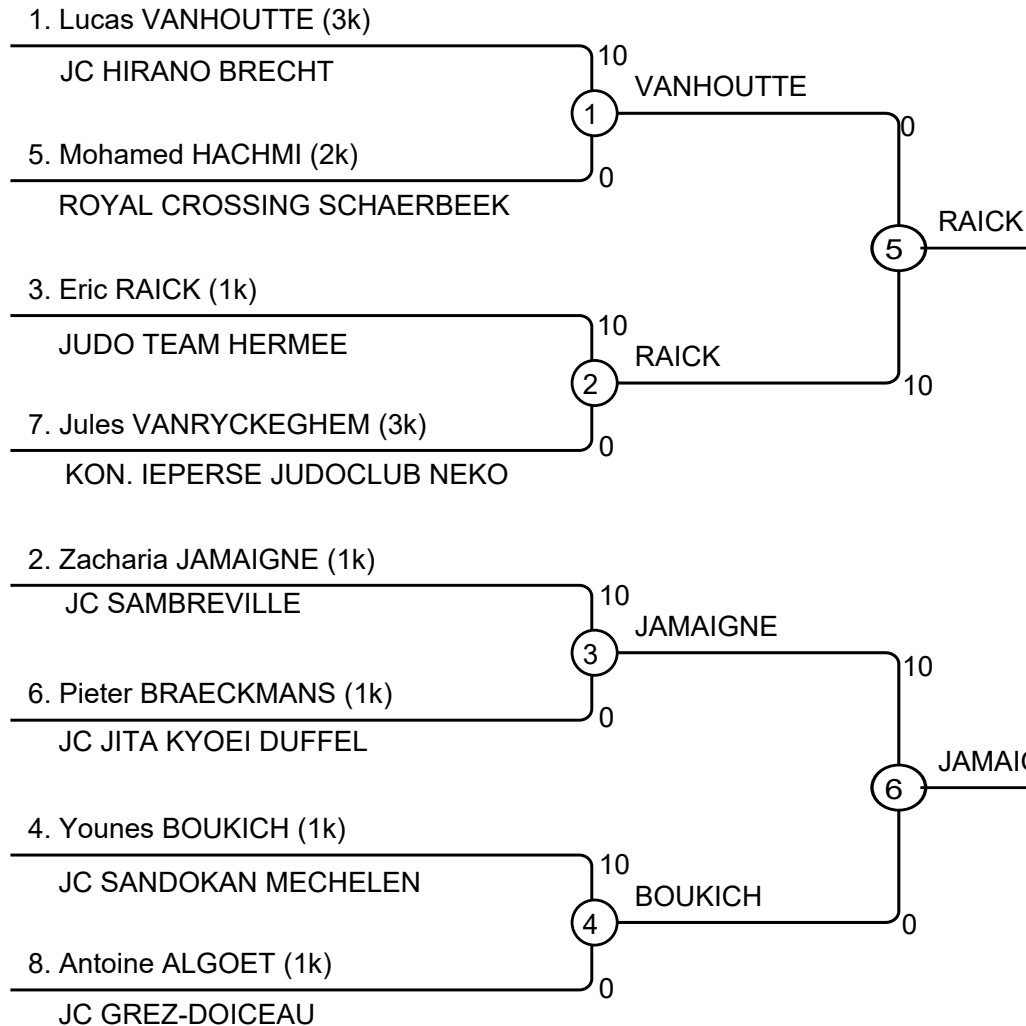 1. Lucas VANHOUTTE (3k)
10
JC HIRANO BRECHT
VANHOUTTE
1
0
5. Mohamed HACHMI (2k)
0
ROYAL CROSSING SCHAERBEEK
RAICK
5
3. Eric RAICK (1k)
10
JUDO TEAM HERMEE
RAICK
2
10
7. Jules VANRYCKEGHEM (3k)
0
KON. IEPERSE JUDOCLUB NEKO
2. Zacharia JAMAIGNE (1k)
10
JC SAMBREVILLE
JAMAIGNE
3
10
6. Pieter BRAECKMANS (1k)
0
JC JITA KYOEI DUFFEL
6
4. Younes BOUKICH (1k)
10
JC SANDOKAN MECHELEN
BOUKICH
4
0
8. Antoine ALGOET (1k)
0
JC GREZ-DOICEAU